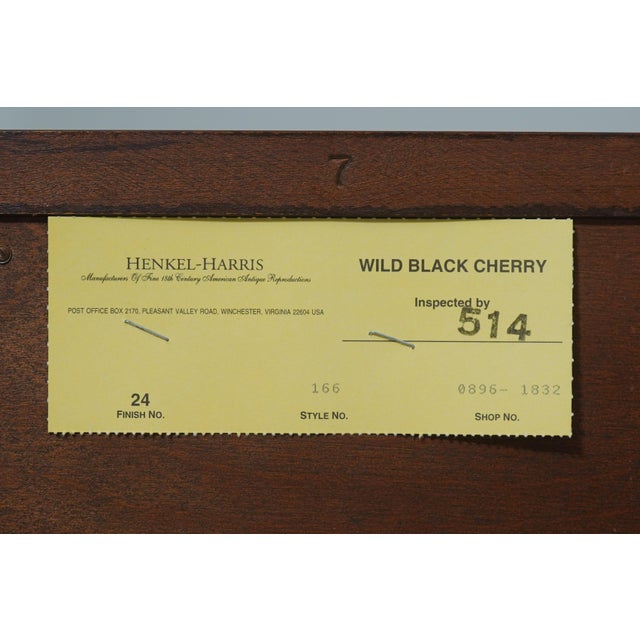 7
HENKEL-HARRIS
Manufacturers Of Fine 18th Century American Antique Reproductions
POST OFFICE BOX 2170, PLEASANT VALLEY ROAD, WINCHESTER, VIRGINIA 22604 USA
WILD BLACK CHERRY
Inspected by
514
24
FINISH NO.
166
STYLE NO.
0896- 1832
SHOP NO.